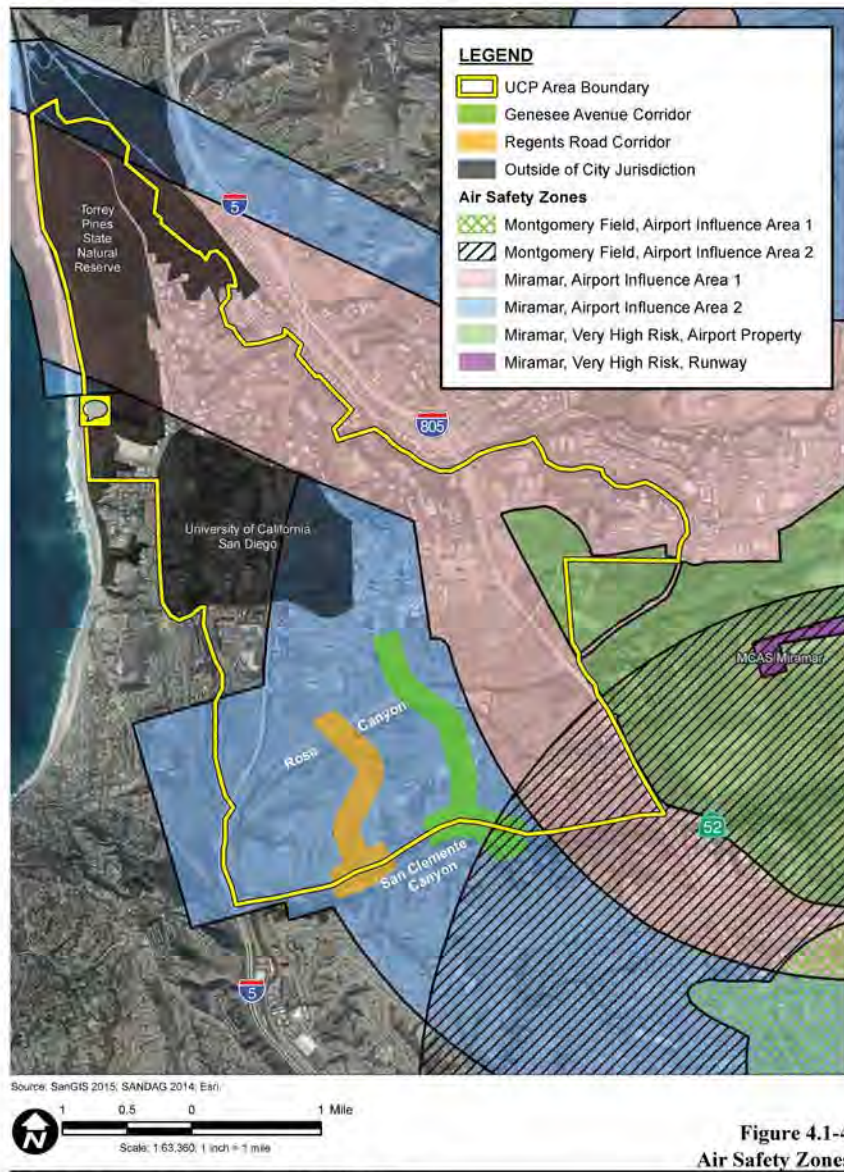 LEGEND
UCP Area Boundary
Genesee Avenue Corridor
Regents Road Corridor
Outside of City Jurisdiction
Air Safety Zones
Montgomery Field, Airport Influence Area 1
Montgomery Field, Airport Influence Area 2
Miramar, Airport Influence Area 1
Miramar, Airport Influence Area 2
Miramar, Very High Risk, Airport Property
Miramar, Very High Risk, Runway
5
Torrey
Pines
State
Natural
Reserve
805
University of California
San Diego
MCAS Miramar
Rose Canyon
52
San Clemente
Canyon
5
Source: SanGIS 2015; SANDAG 2014; Esri.
N
1 0.5 0 1 Mile
Scale: 1:63,360; 1 inch = 1 mile
Figure 4.1-4
Air Safety Zones